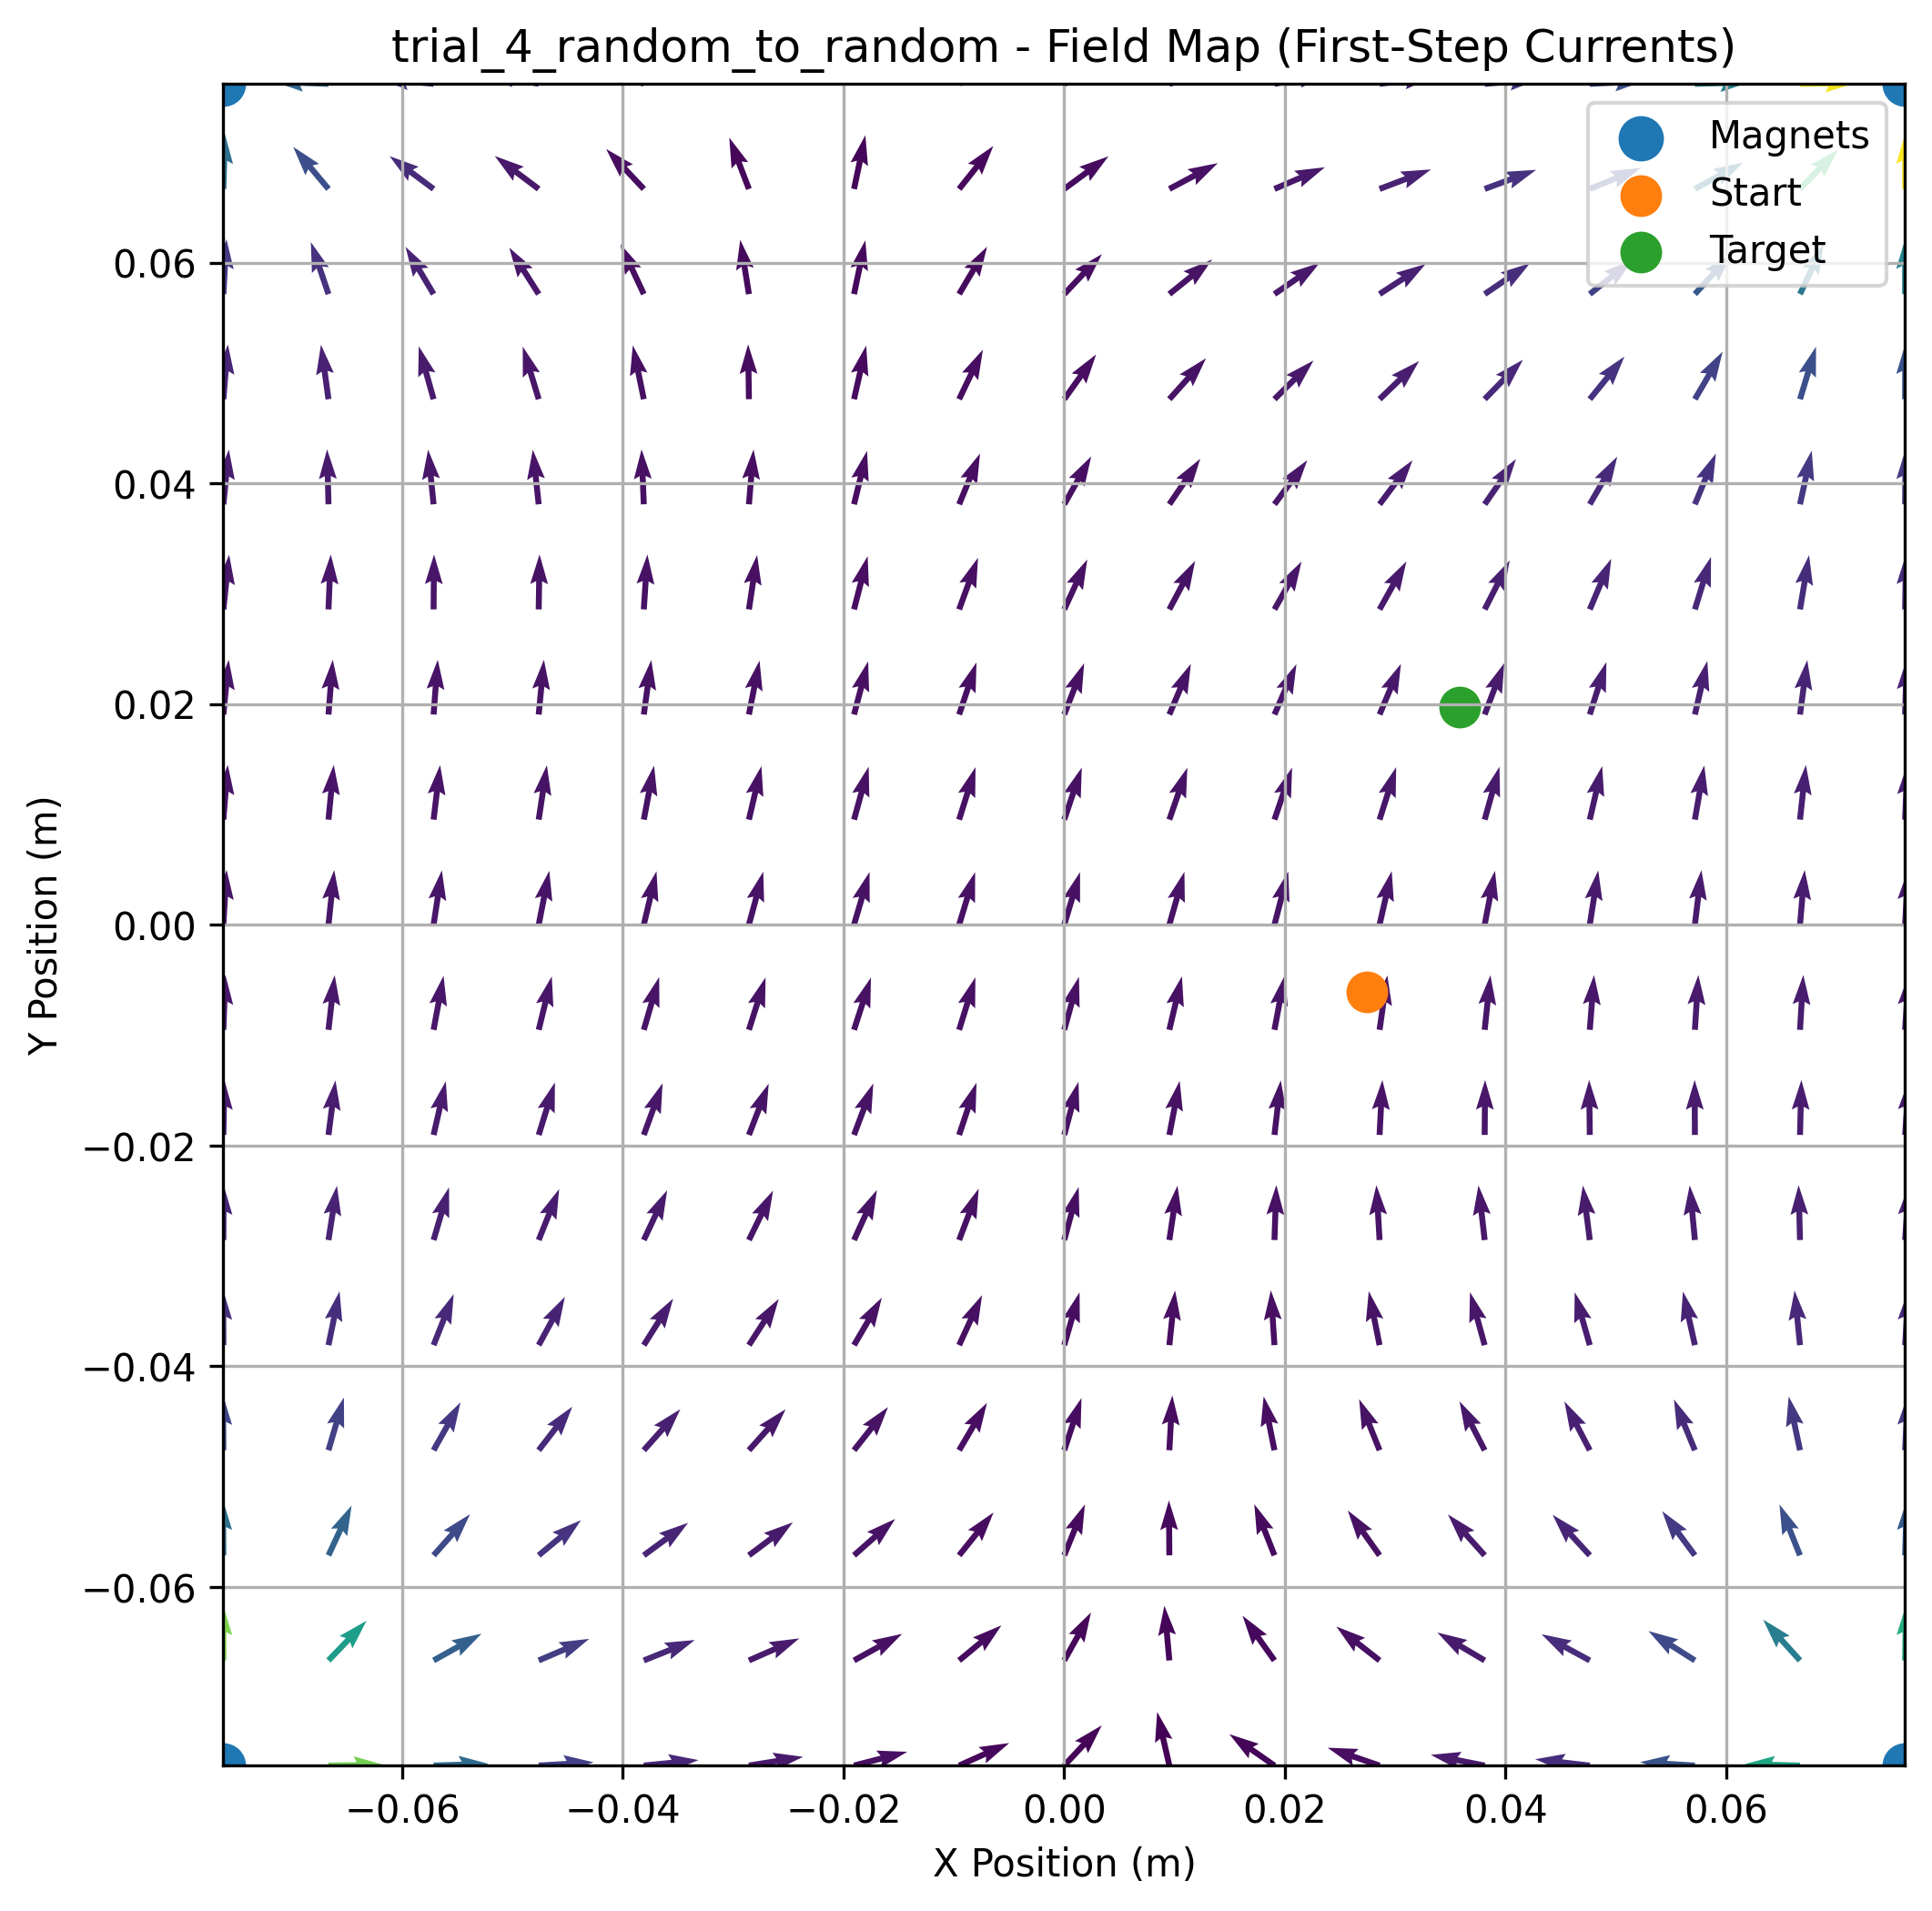 trial_4_random_to_random - Field Map (First-Step Currents)
Magnets
Start
Target
0.06
0.04
0.02
0.00
−0.02
−0.04
−0.06
Y Position (m)
−0.06 −0.04 −0.02 0.00 0.02 0.04 0.06
X Position (m)